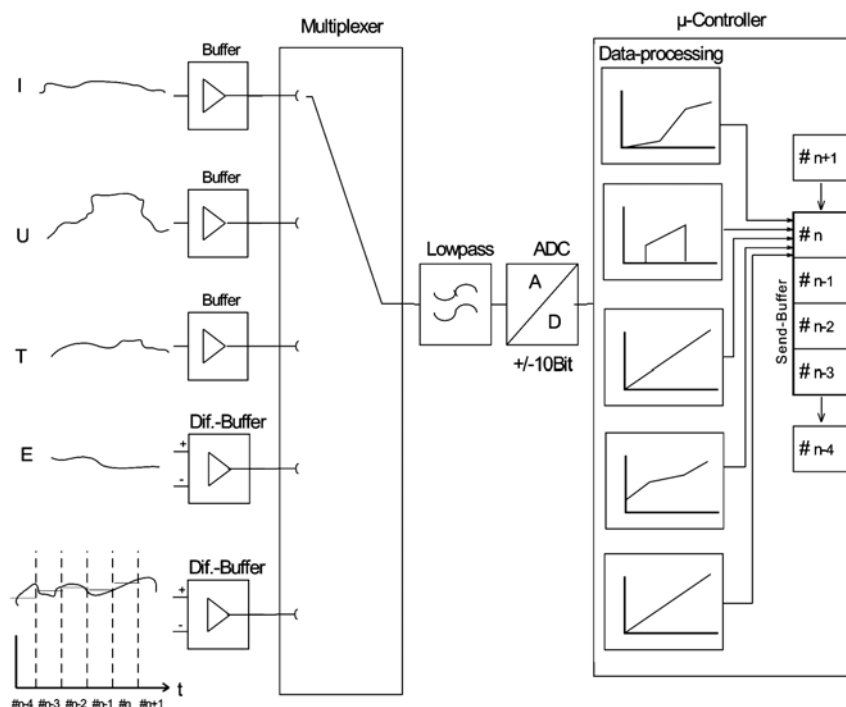 Multiplexer
µ-Controller
Buffer
Data-processing
I
# n+1
Buffer
U
# n
Lowpass
ADC
Buffer
A
D
# n-1
Send-Buffer
# n-2
T
+/-10Bit
# n-3
Dif.-Buffer
E
+
-
# n-4
Dif.-Buffer
+
-
t
#n-4 #n-3 #n-2 #n-1 #n #n+1